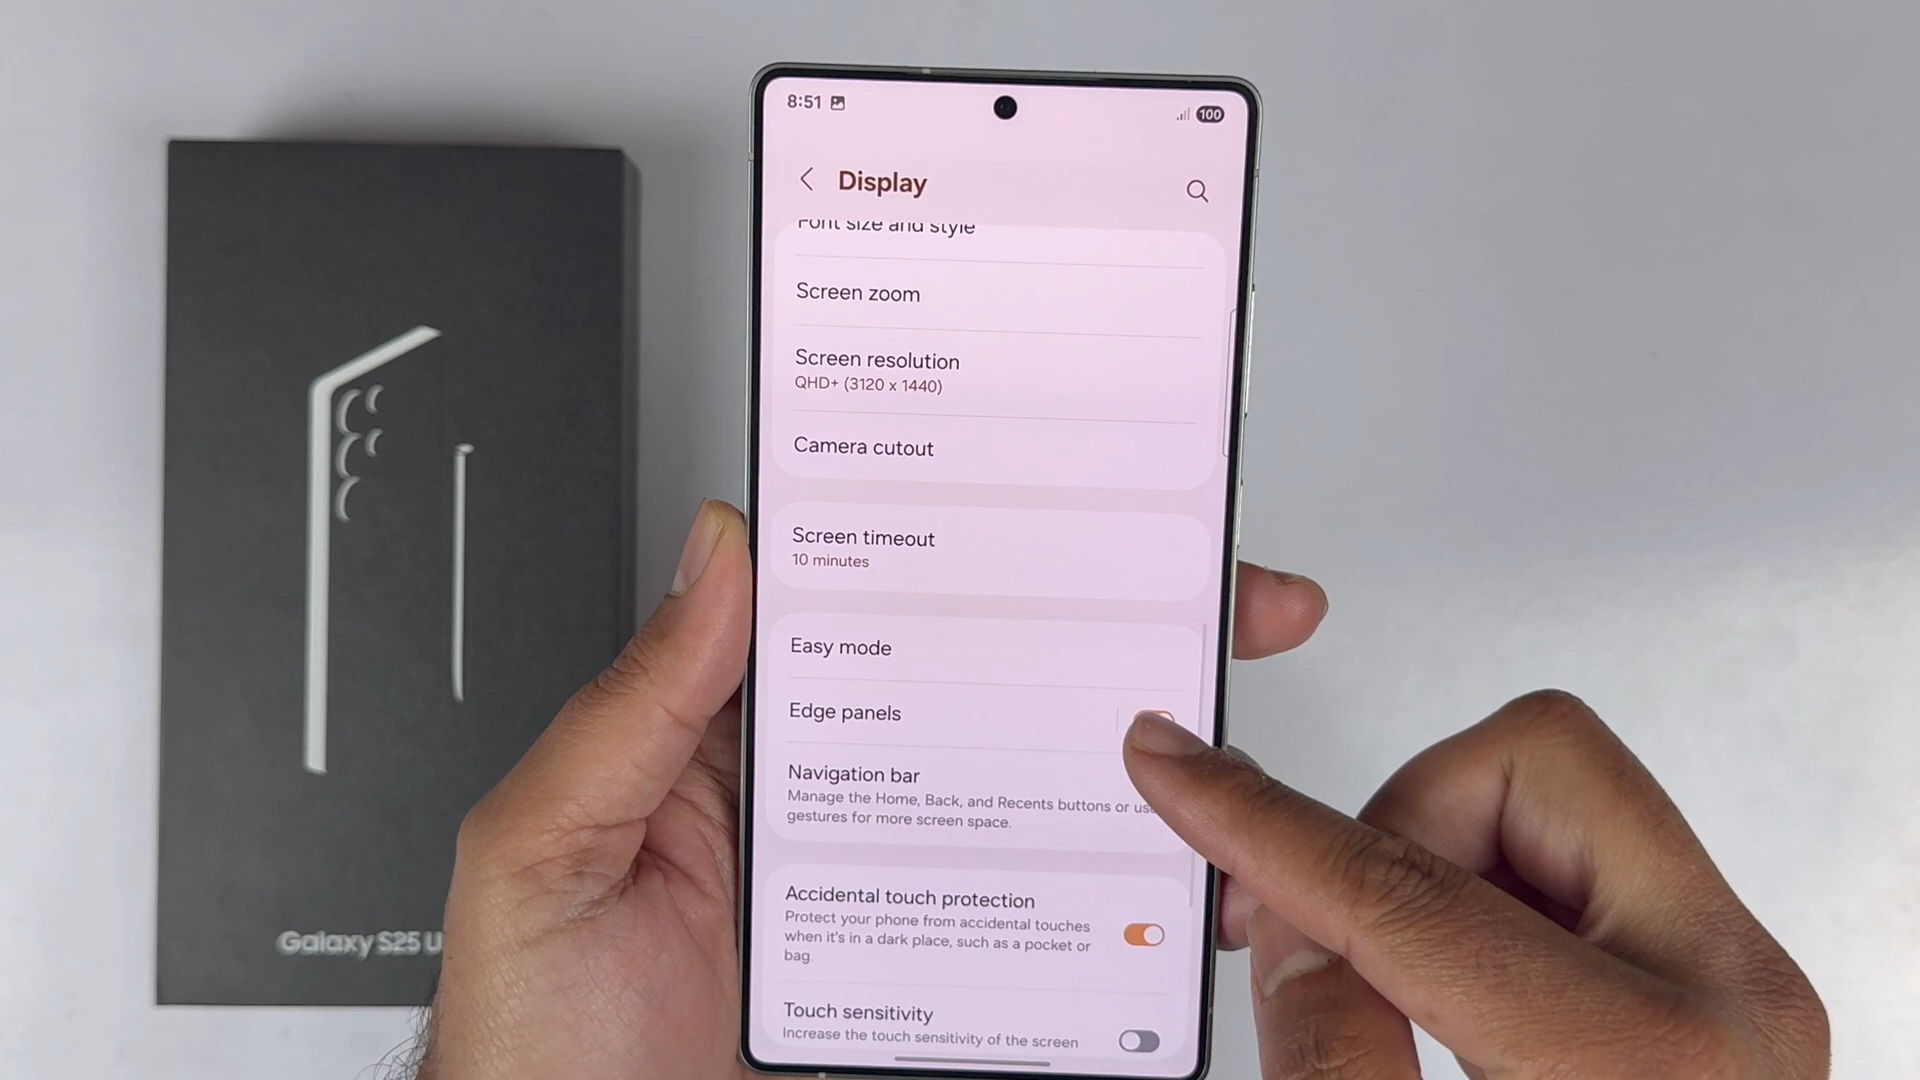 8:51
100
Display
Font size and style
Screen zoom
Screen resolution
QHD+ (3120 x 1440)
Camera cutout
Screen timeout
10 minutes
Easy mode
Edge panels
Navigation bar
Manage the Home, Back, and Recents buttons or use
gestures for more screen space.
Accidental touch protection
Protect your phone from accidental touches
when it's in a dark place, such as a pocket or
bag.
Touch sensitivity
Increase the touch sensitivity of the screen
Galaxy S25 U